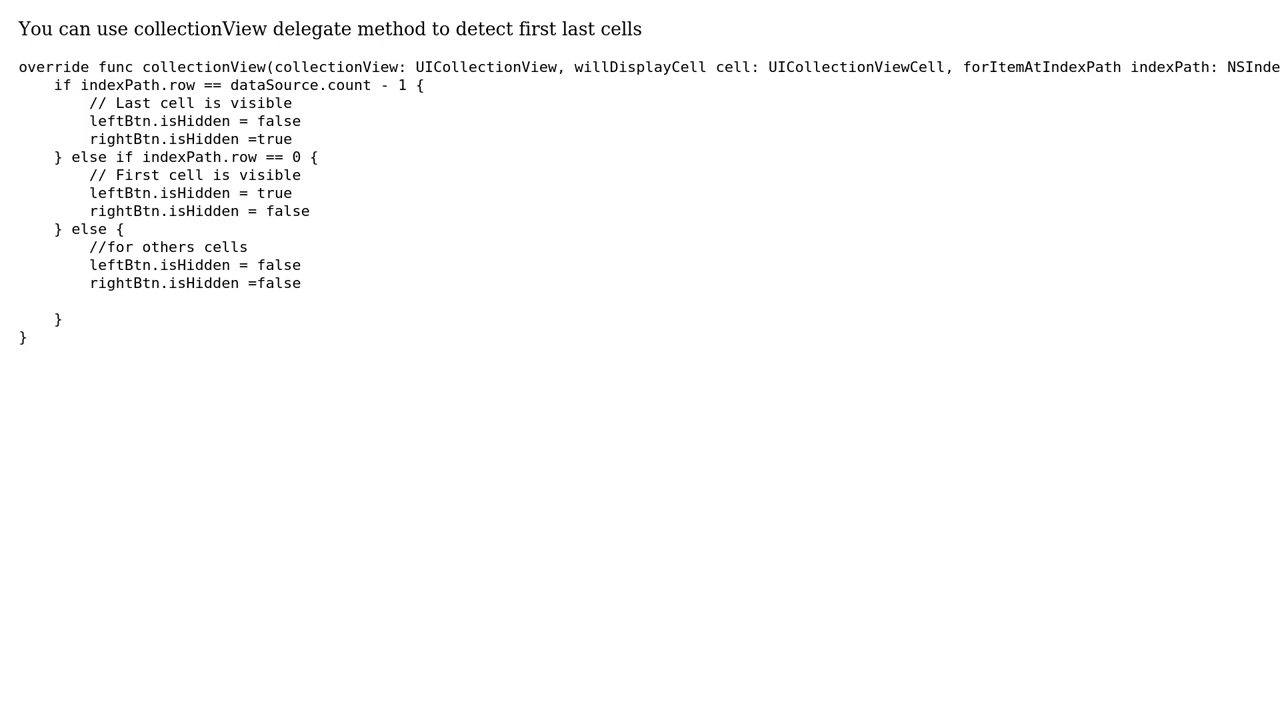 You can use collectionView delegate method to detect first last cells
override func collectionView(collectionView: UICollectionView, willDisplayCell cell: UICollectionViewCell, forItemAtIndexPath indexPath: NSInde
    if indexPath.row == dataSource.count - 1 {
        // Last cell is visible
        leftBtn.isHidden = false
        rightBtn.isHidden =true
    } else if indexPath.row == 0 {
        // First cell is visible
        leftBtn.isHidden = true
        rightBtn.isHidden = false
    } else {
        //for others cells
        leftBtn.isHidden = false
        rightBtn.isHidden =false
    }
}